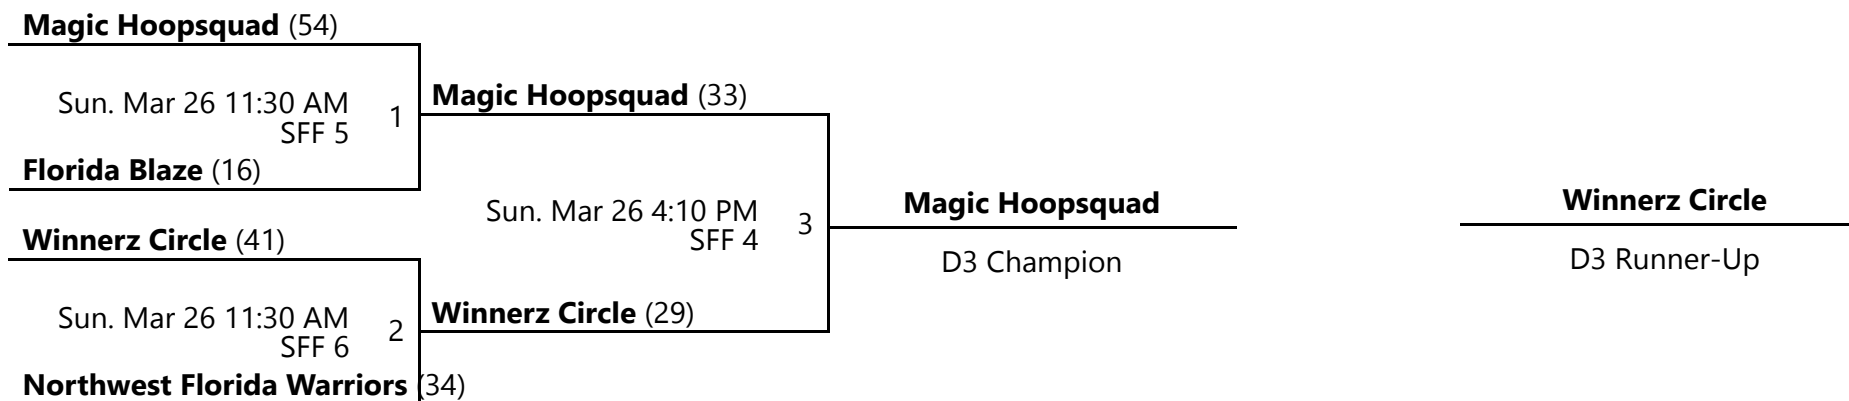 Magic Hoopsquad (54)
Sun. Mar 26 11:30 AM
SFF 5
1
Florida Blaze (16)
Winnerz Circle (41)
Sun. Mar 26 11:30 AM
SFF 6
2
Northwest Florida Warriors (34)
Magic Hoopsquad (33)
Sun. Mar 26 4:10 PM
SFF 4
3
Winnerz Circle (29)
Magic Hoopsquad
D3 Champion
Winnerz Circle
D3 Runner-Up